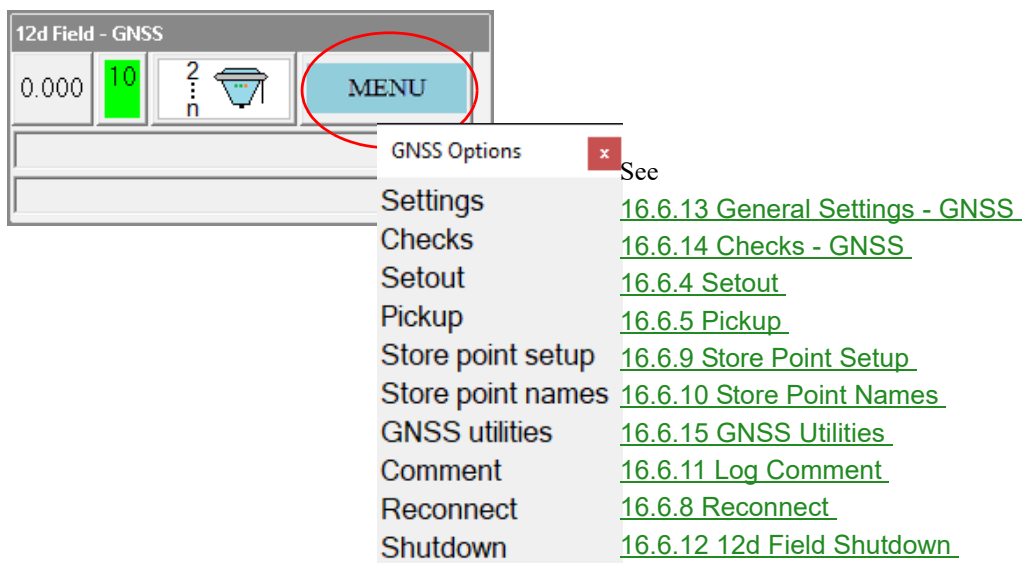 12d Field - GNSS
0.000 10 2 n MENU
GNSS Options x
See
Settings 16.6.13 General Settings - GNSS
Checks 16.6.14 Checks - GNSS
Setout 16.6.4 Setout
Pickup 16.6.5 Pickup
Store point setup 16.6.9 Store Point Setup
Store point names 16.6.10 Store Point Names
GNSS utilities 16.6.15 GNSS Utilities
Comment 16.6.11 Log Comment
Reconnect 16.6.8 Reconnect
Shutdown 16.6.12 12d Field Shutdown